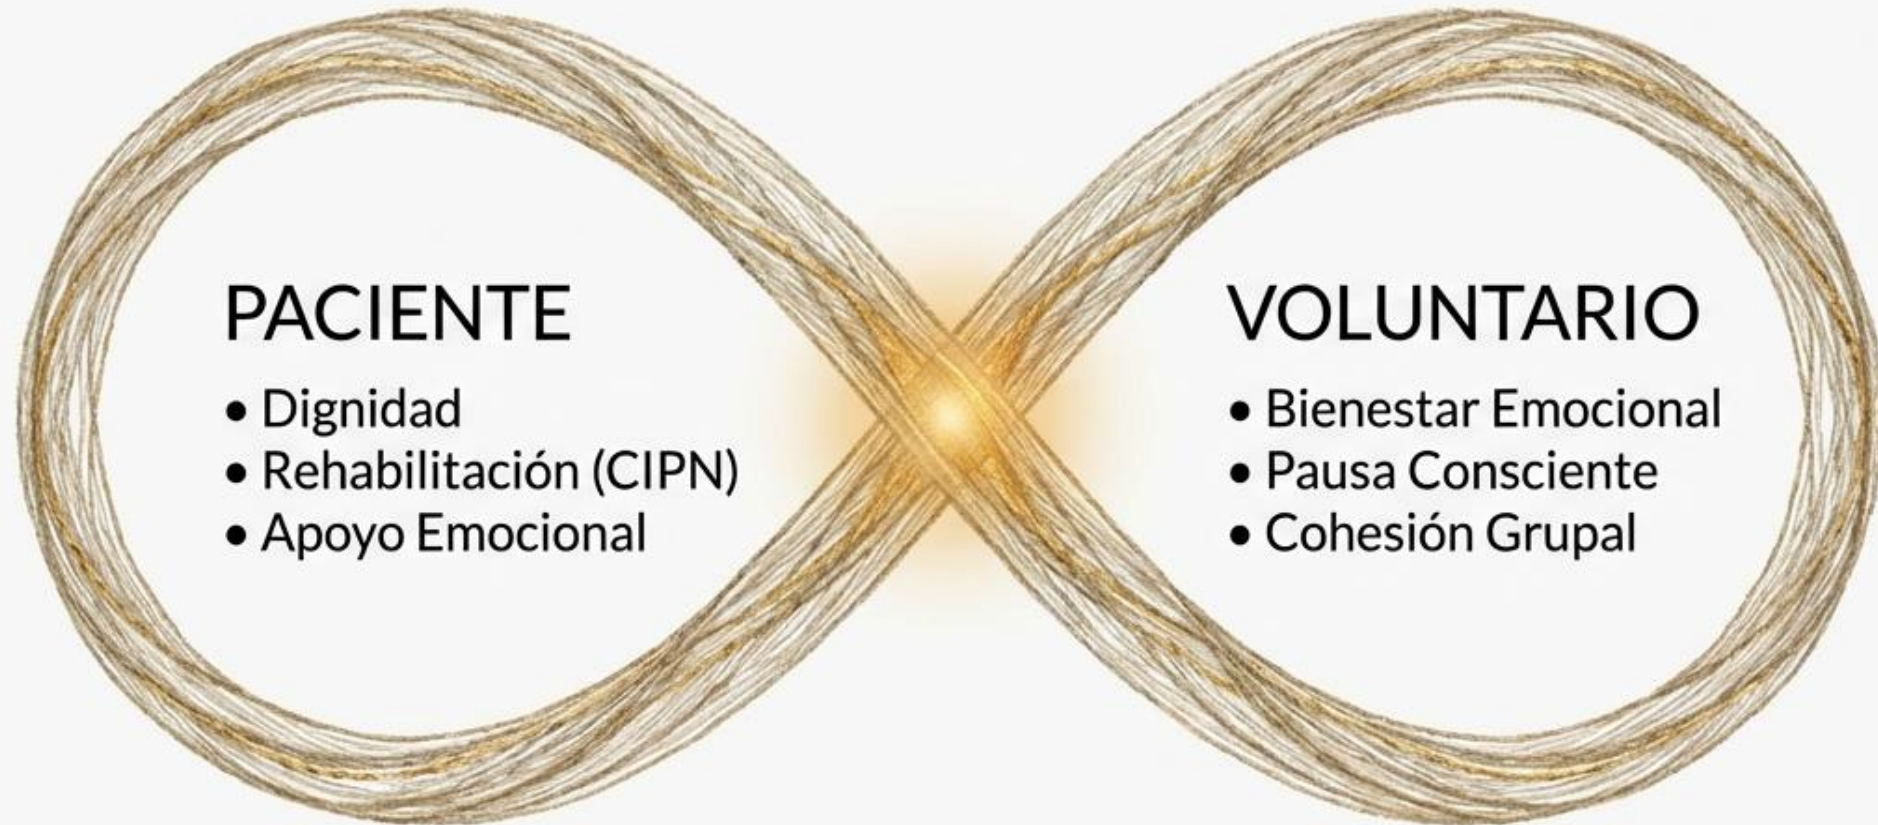 PACIENTE
• Dignidad
• Rehabilitación (CIPN)
• Apoyo Emocional
VOLUNTARIO
• Bienestar Emocional
• Pausa Consciente
• Cohesión Grupal